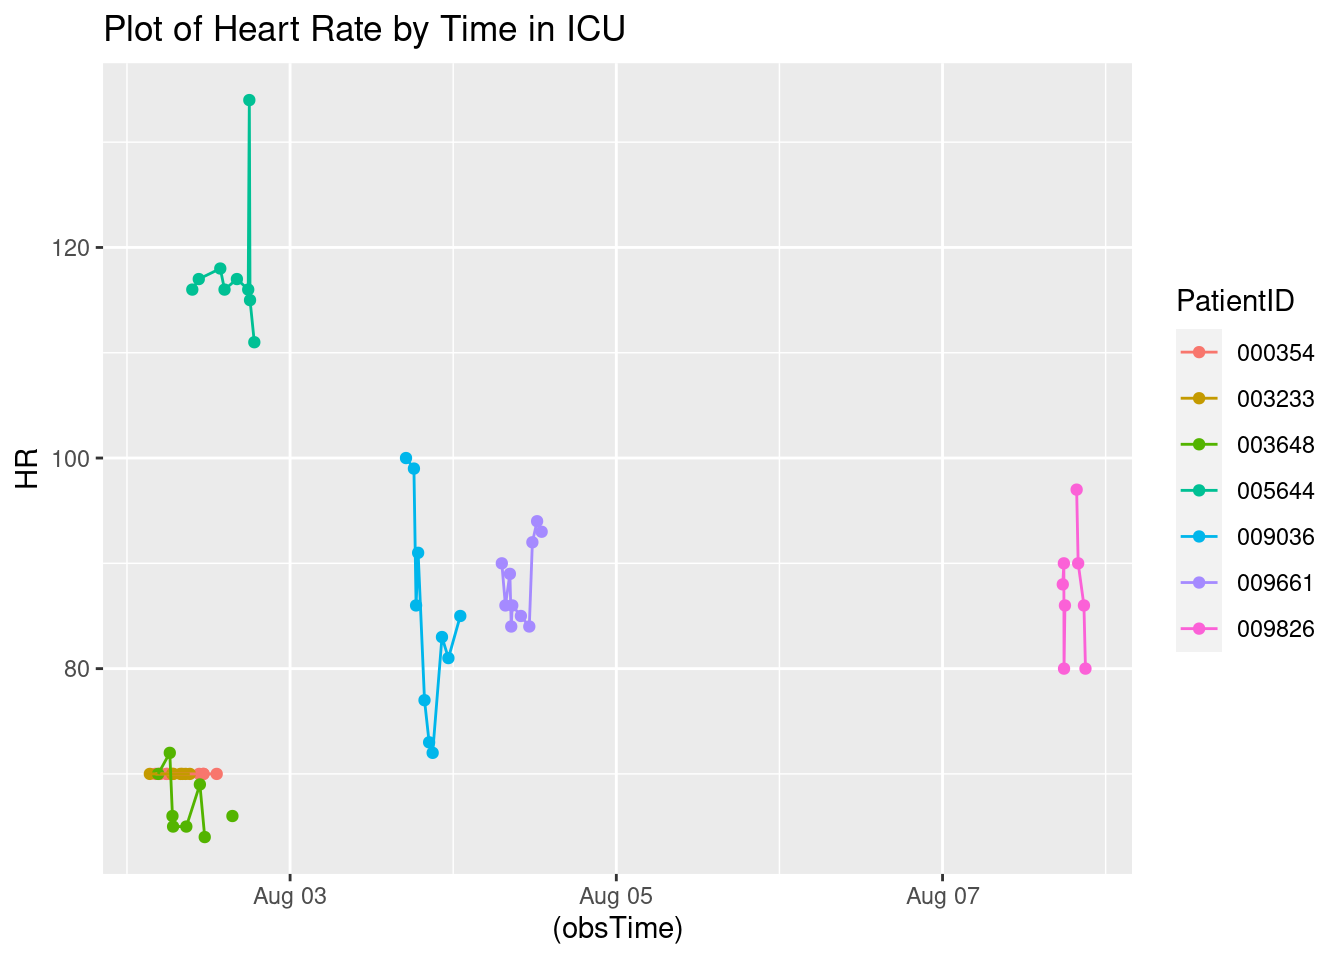 Plot of Heart Rate by Time in ICU
120
100
80
HR
Aug 03
Aug 05
Aug 07
(obsTime)
PatientID
000354
003233
003648
005644
009036
009661
009826